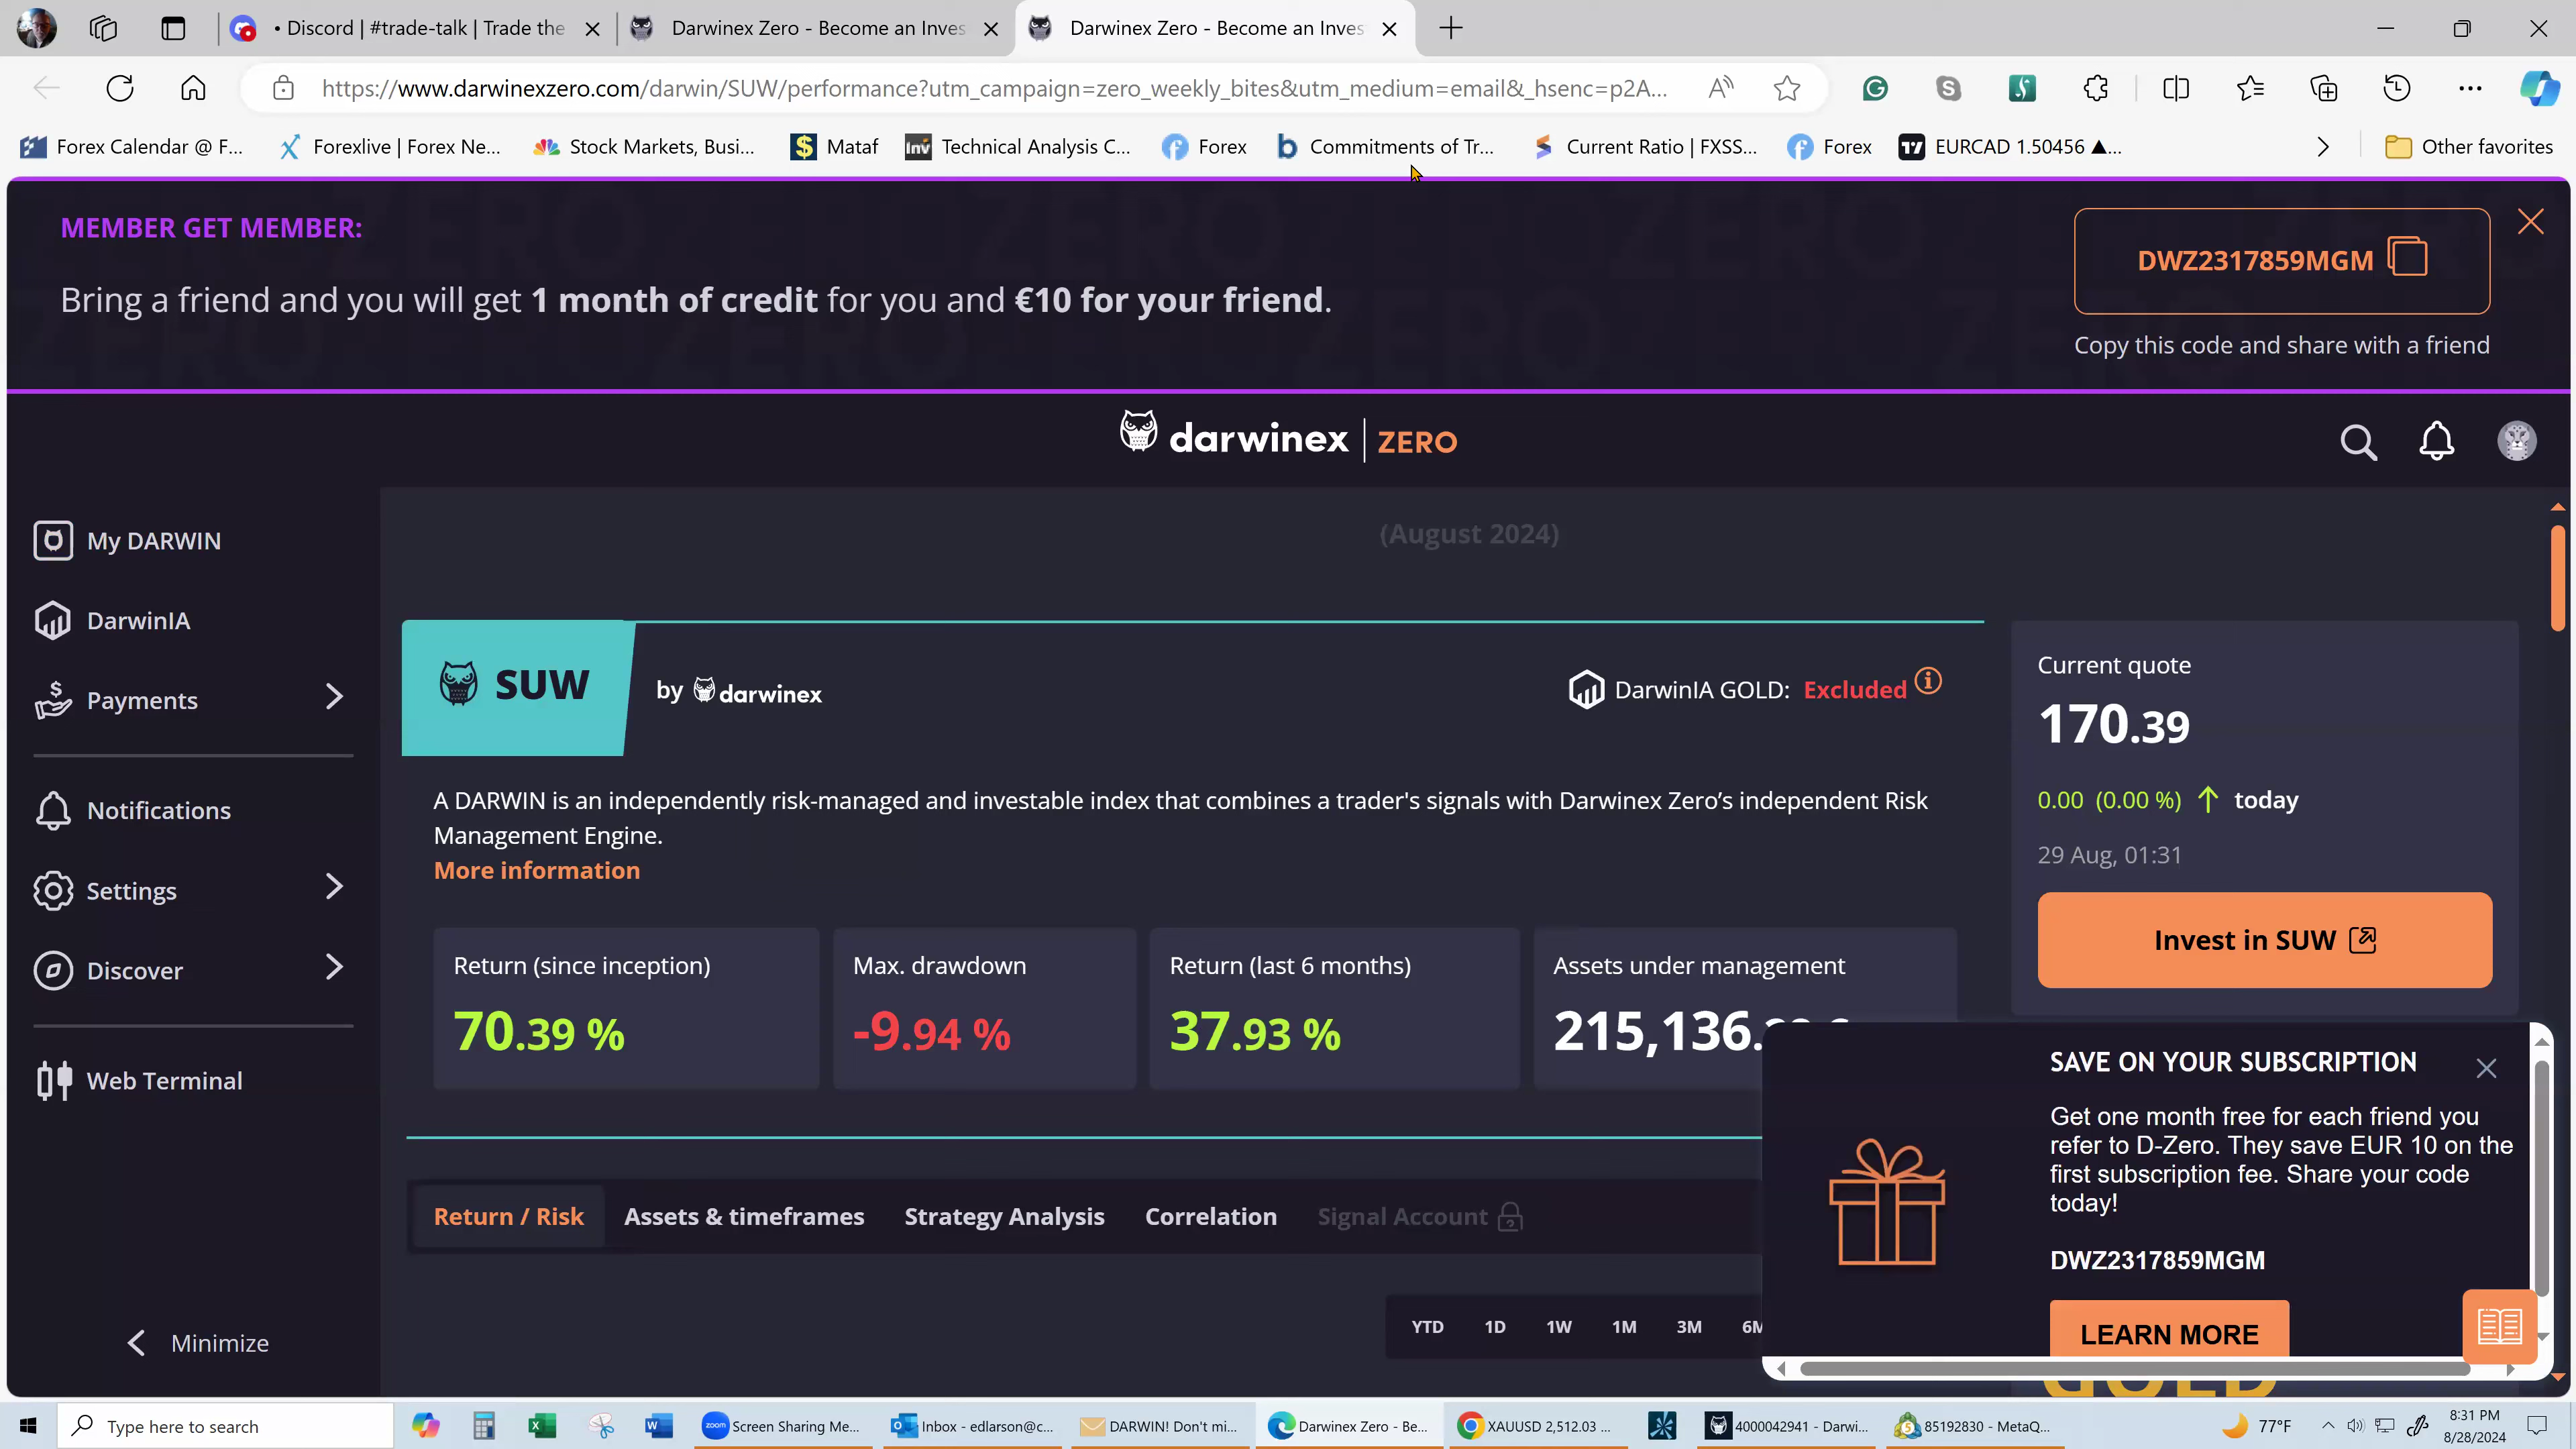 • Discord | #trade-talk | Trade the
Darwinex Zero - Become an Inves
Darwinex Zero - Become an Inves
https://www.darwinexzero.com/darwin/SUW/performance?utm_campaign=zero_weekly_bites&utm_medium=email&_hsenc=p2A...
Forex Calendar @ F...
Forexlive | Forex Ne...
Stock Markets, Busi...
Mataf
Technical Analysis C...
Forex
Commitments of Tr...
Current Ratio | FXSS...
Forex
EURCAD 1.50456 ▲...
Other favorites
MEMBER GET MEMBER:
Bring a friend and you will get 1 month of credit for you and €10 for your friend.
DWZ2317859MGM
Copy this code and share with a friend
darwinex | ZERO
My DARWIN
DarwinIA
Payments
Notifications
Settings
Discover
Web Terminal
Minimize
(August 2024)
SUW
by darwinex
DarwinIA GOLD: Excluded
A DARWIN is an independently risk-managed and investable index that combines a trader's signals with Darwinex Zero’s independent Risk
Management Engine.
More information
Return (since inception)
70.39 %
Max. drawdown
-9.94 %
Return (last 6 months)
37.93 %
Assets under management
215,136.
Current quote
170.39
0.00 (0.00 %) ↑ today
29 Aug, 01:31
Invest in SUW
Return / Risk
Assets & timeframes
Strategy Analysis
Correlation
Signal Account
YTD 1D 1W 1M 3M 6M
SAVE ON YOUR SUBSCRIPTION
Get one month free for each friend you
refer to D-Zero. They save EUR 10 on the
first subscription fee. Share your code
today!
DWZ2317859MGM
LEARN MORE
GOLD
Type here to search
Screen Sharing Me...
Inbox - edlarson@c...
DARWIN! Don't mi...
Darwinex Zero - Be...
XAUUSD 2,512.03 ...
4000042941 - Darwi...
85192830 - MetaQ...
77°F
8:31 PM
8/28/2024